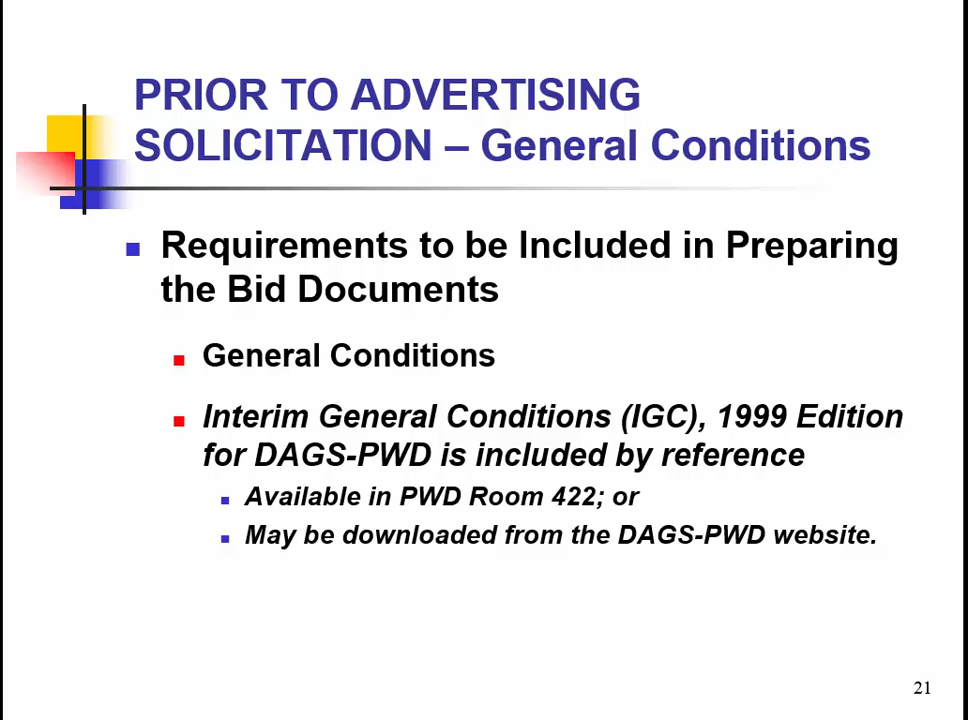 PRIOR TO ADVERTISING
SOLICITATION – General Conditions
Requirements to be Included in Preparing
the Bid Documents
General Conditions
Interim General Conditions (IGC), 1999 Edition
for DAGS-PWD is included by reference
Available in PWD Room 422; or
May be downloaded from the DAGS-PWD website.
21